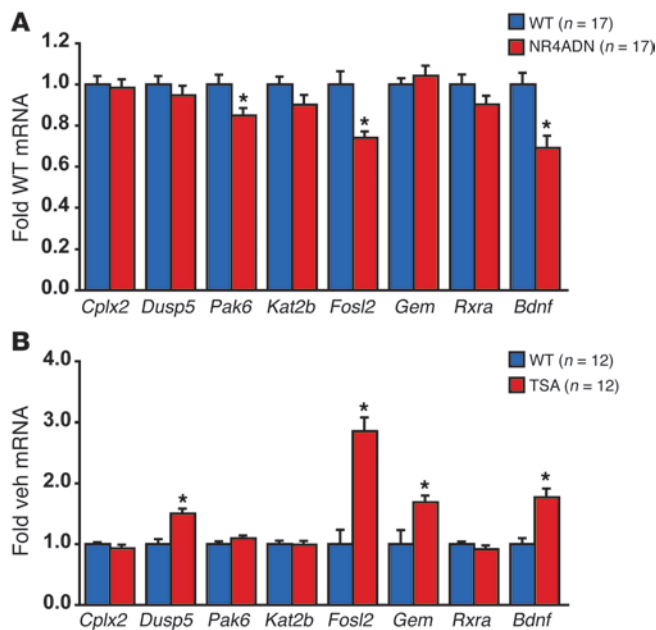 A
WT (n = 17)
NR4ADN (n = 17)
Fold WT mRNA
1.2
1.0
0.8
0.6
0.4
0.2
0.0
Cplx2 Dusp5 Pak6 Kat2b Fosl2 Gem Rxra Bdnf
* * *
B
WT (n = 12)
TSA (n = 12)
Fold veh mRNA
4.0
3.0
2.0
1.0
0.0
* * * *
Cplx2 Dusp5 Pak6 Kat2b Fosl2 Gem Rxra Bdnf